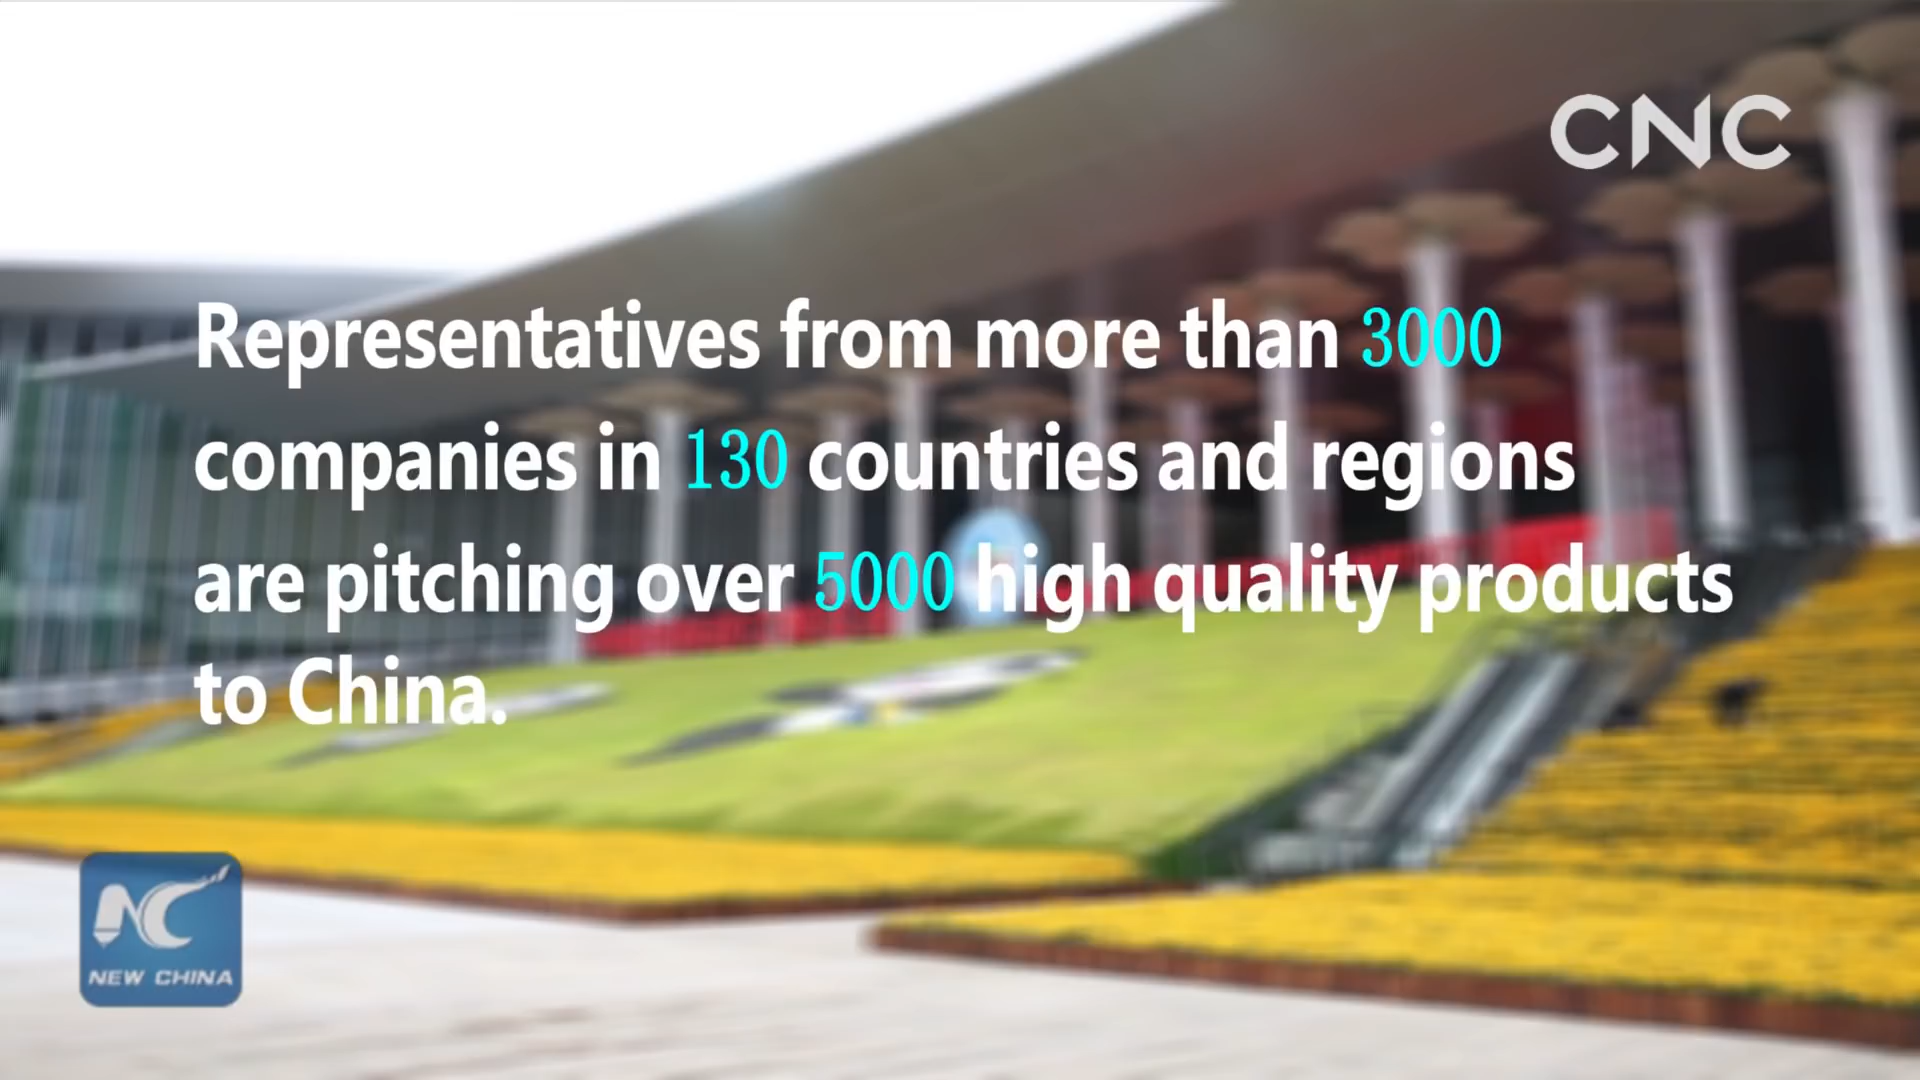 CNC
Representatives from more than 3000
companies in 130 countries and regions
are pitching over 5000 high quality products
to China.
NC
NEW CHINA